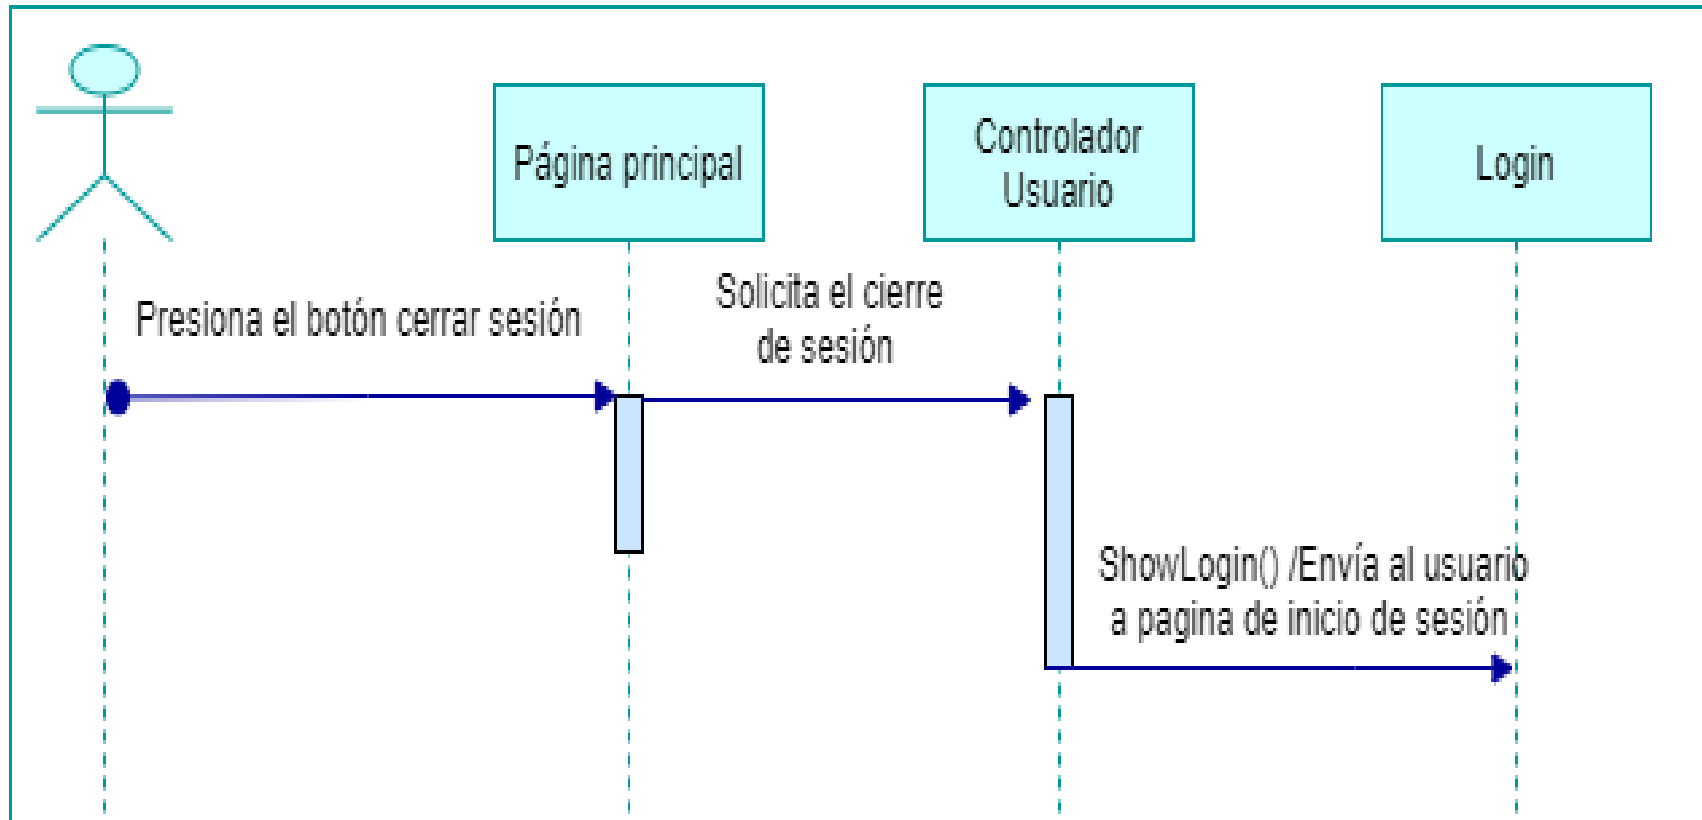 Página principal
Controlador
Usuario
Login
Presiona el botón cerrar sesión
Solicita el cierre
de sesión
ShowLogin() /Envía al usuario
a pagina de inicio de sesión